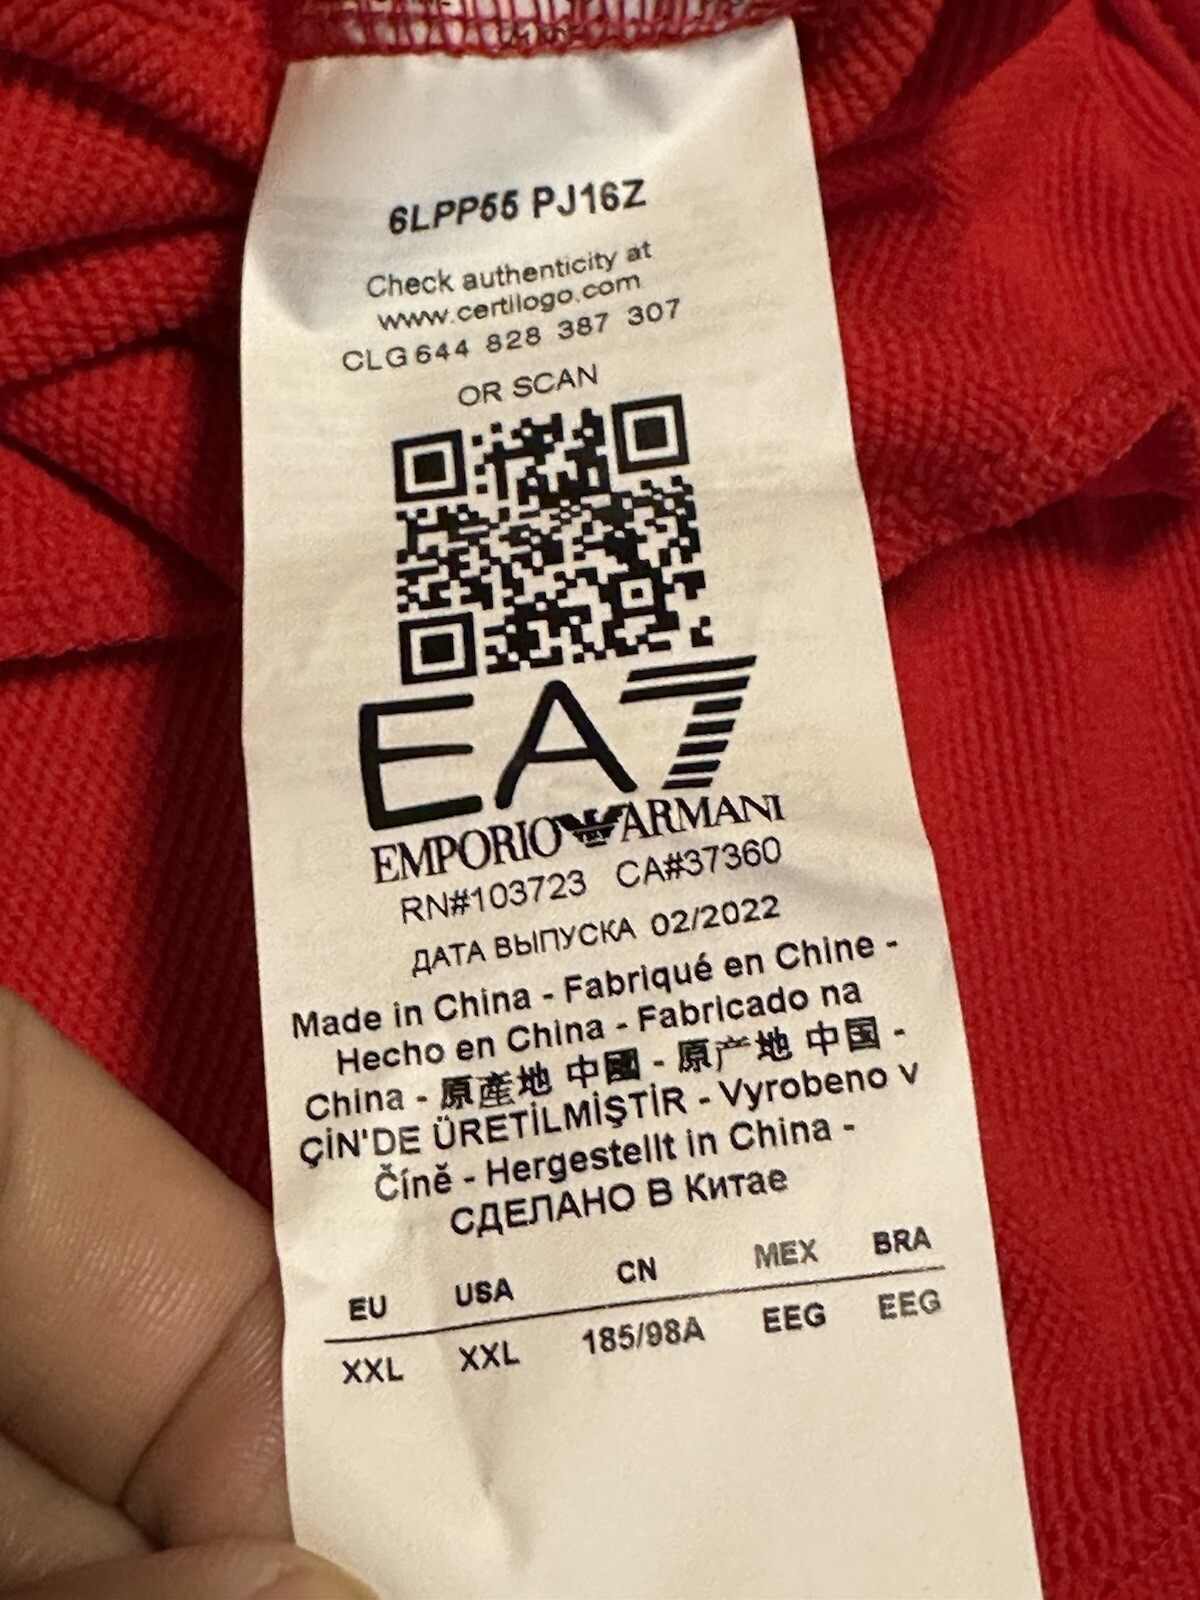 6LPP55 PJ16Z
Check authenticity at
www.certilogo.com
CLG 644 828 387 307
OR SCAN
EA7
EMPORIO ARMANI
RN#103723 CA#37360
ДАТА ВЫПУСКА 02/2022
Made in China - Fabriqué en Chine -
Hecho en China - Fabricado na
China - 原產地 中國 - 原产地 中国 -
ÇİN'DE ÜRETİLMİŞTİR - Vyrobeno v
Číně - Hergestellt in China -
СДЕЛАНО В Китае
EU USA CN MEX BRA
XXL XXL 185/98A EEG EEG